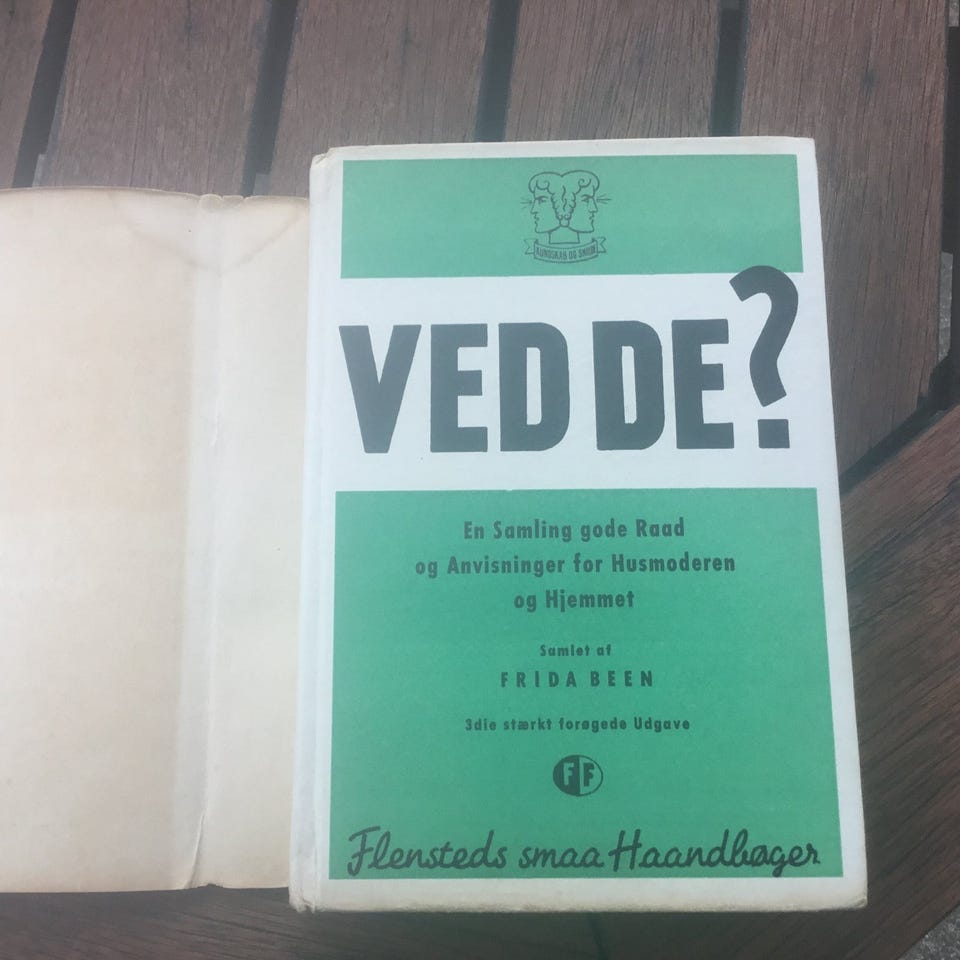 KUNDSKAB OG SNILDE
VED DE?
En Samling gode Raad
og Anvisninger for Husmoderen
og Hjemmet
Samlet af
FRIDA BEEN
3die stærkt forøgede Udgave
FF
Flensteds smaa Haandbøger